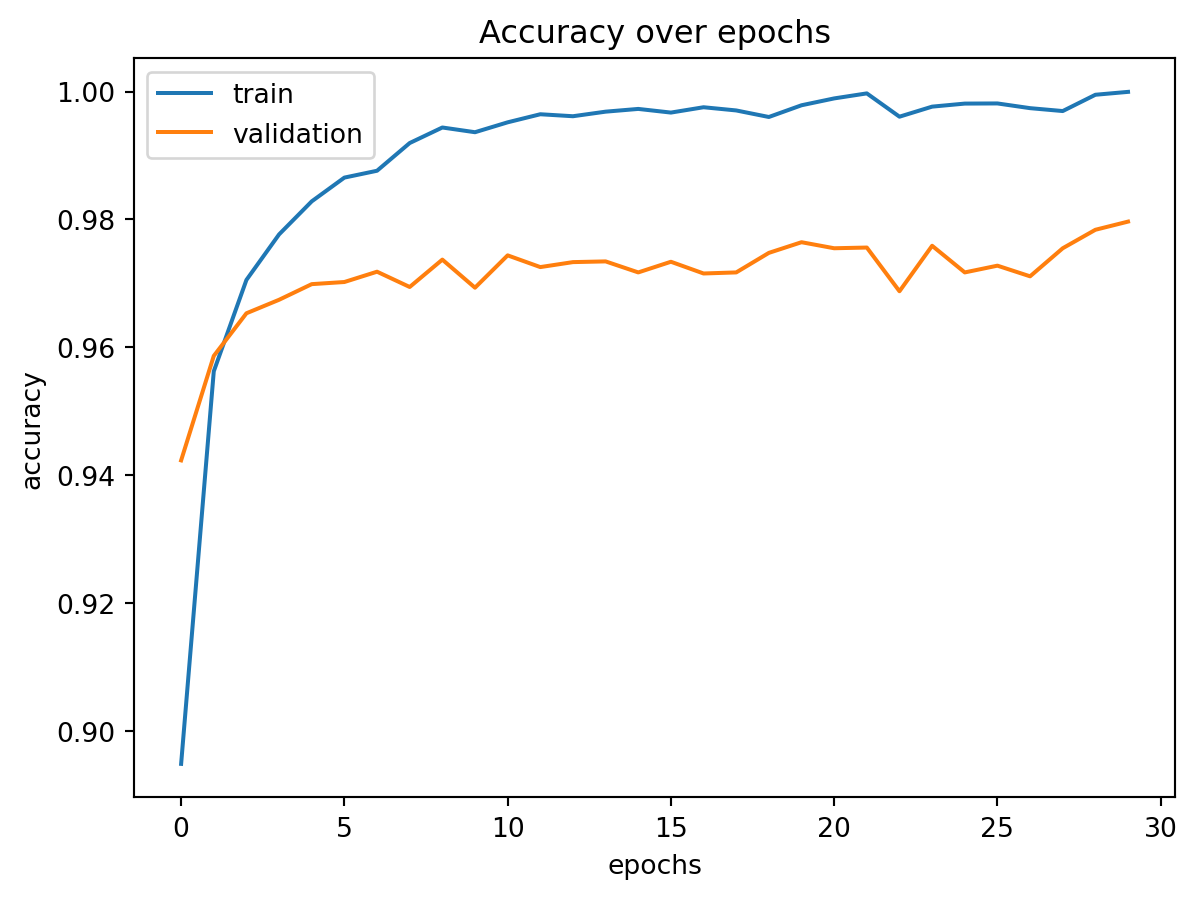 Accuracy over epochs
train
validation
1.00
0.98
0.96
0.94
0.92
0.90
accuracy
0 5 10 15 20 25 30
epochs